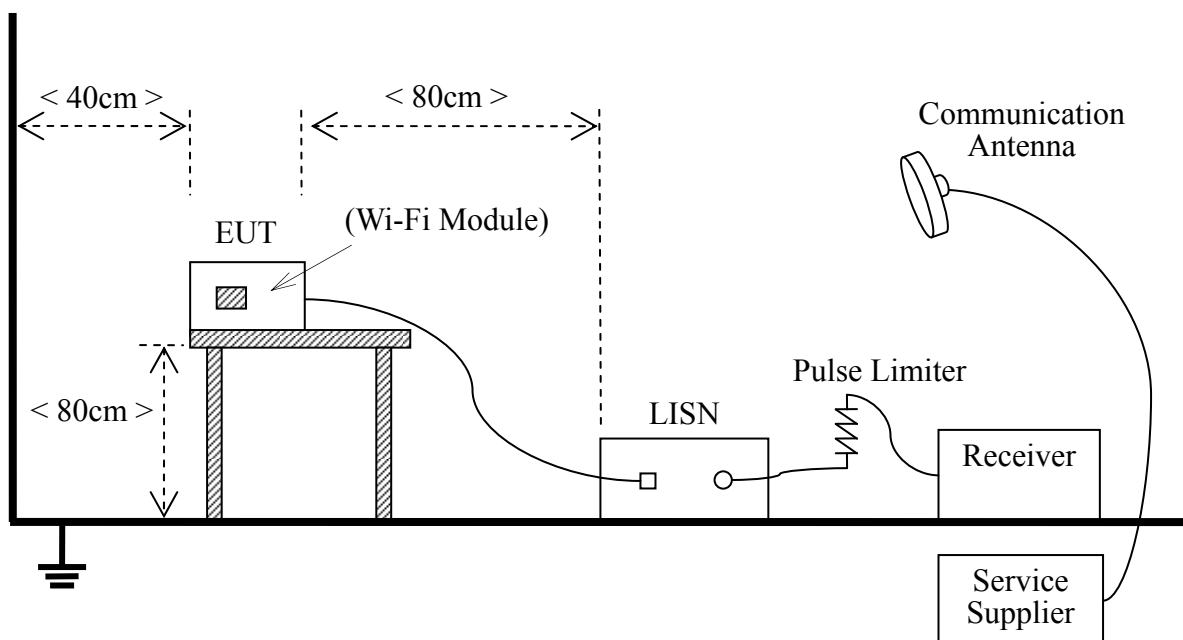 < 40cm >
< 80cm >
Communication
Antenna
(Wi-Fi Module)
EUT
Pulse Limiter
< 80cm >
LISN
Receiver
Service
Supplier